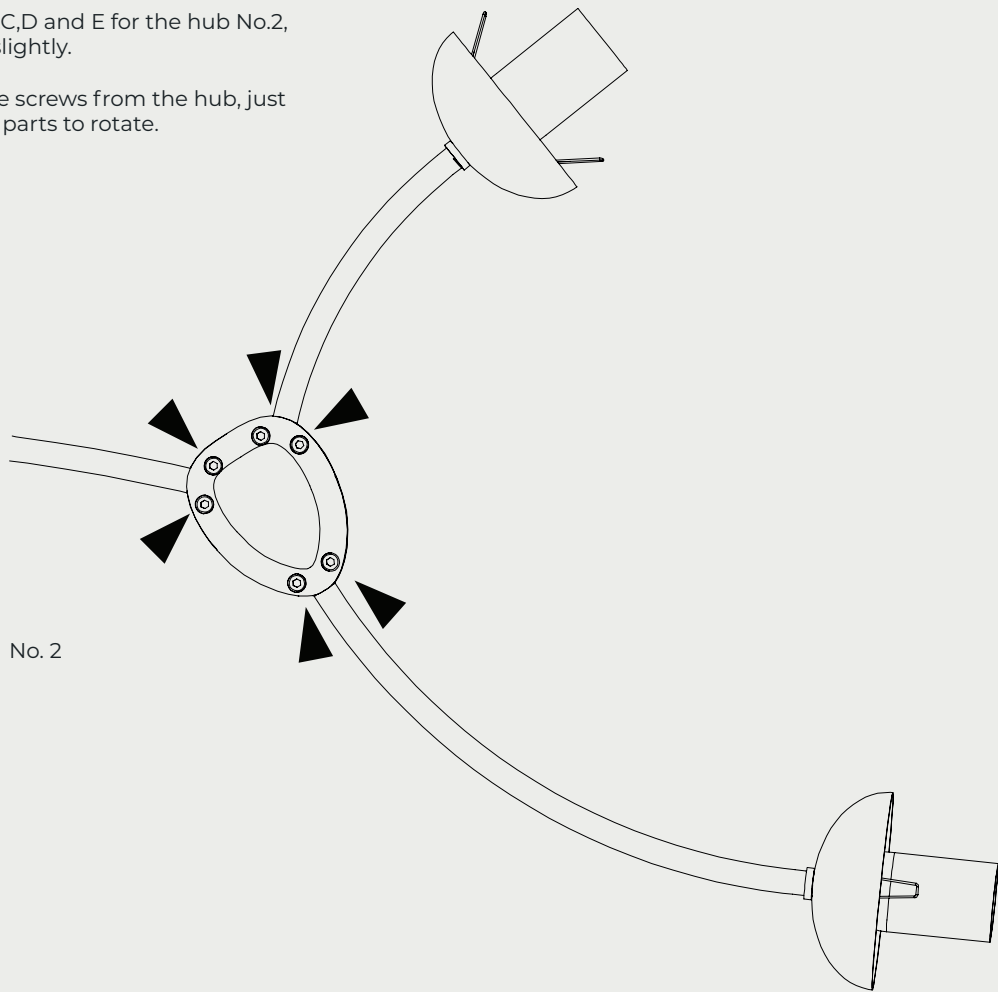 C,D and E for the hub No.2,
slightly.
e screws from the hub, just
parts to rotate.
No. 2